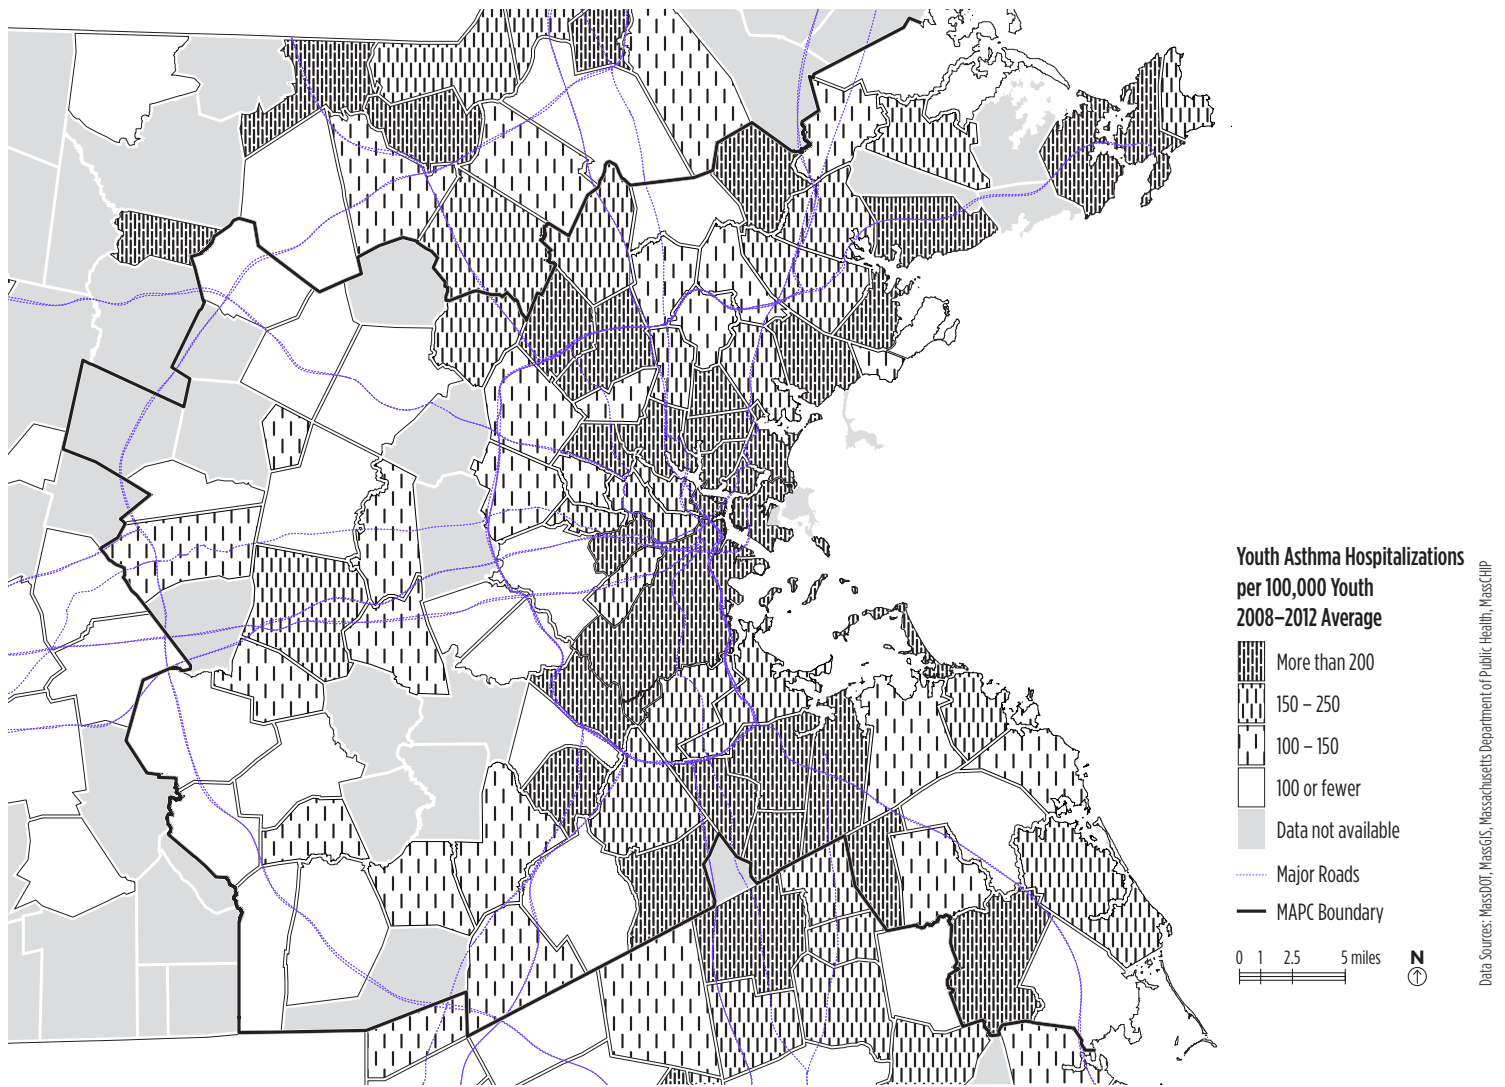 Youth Asthma Hospitalizations
per 100,000 Youth
2008–2012 Average
More than 200
150 – 250
100 – 150
100 or fewer
Data not available
Major Roads
MAPC Boundary
0 1 2.5 5 miles
N
Data Sources: MassDOT, MassGIS, Massachusetts Department of Public Health, MassCHIP